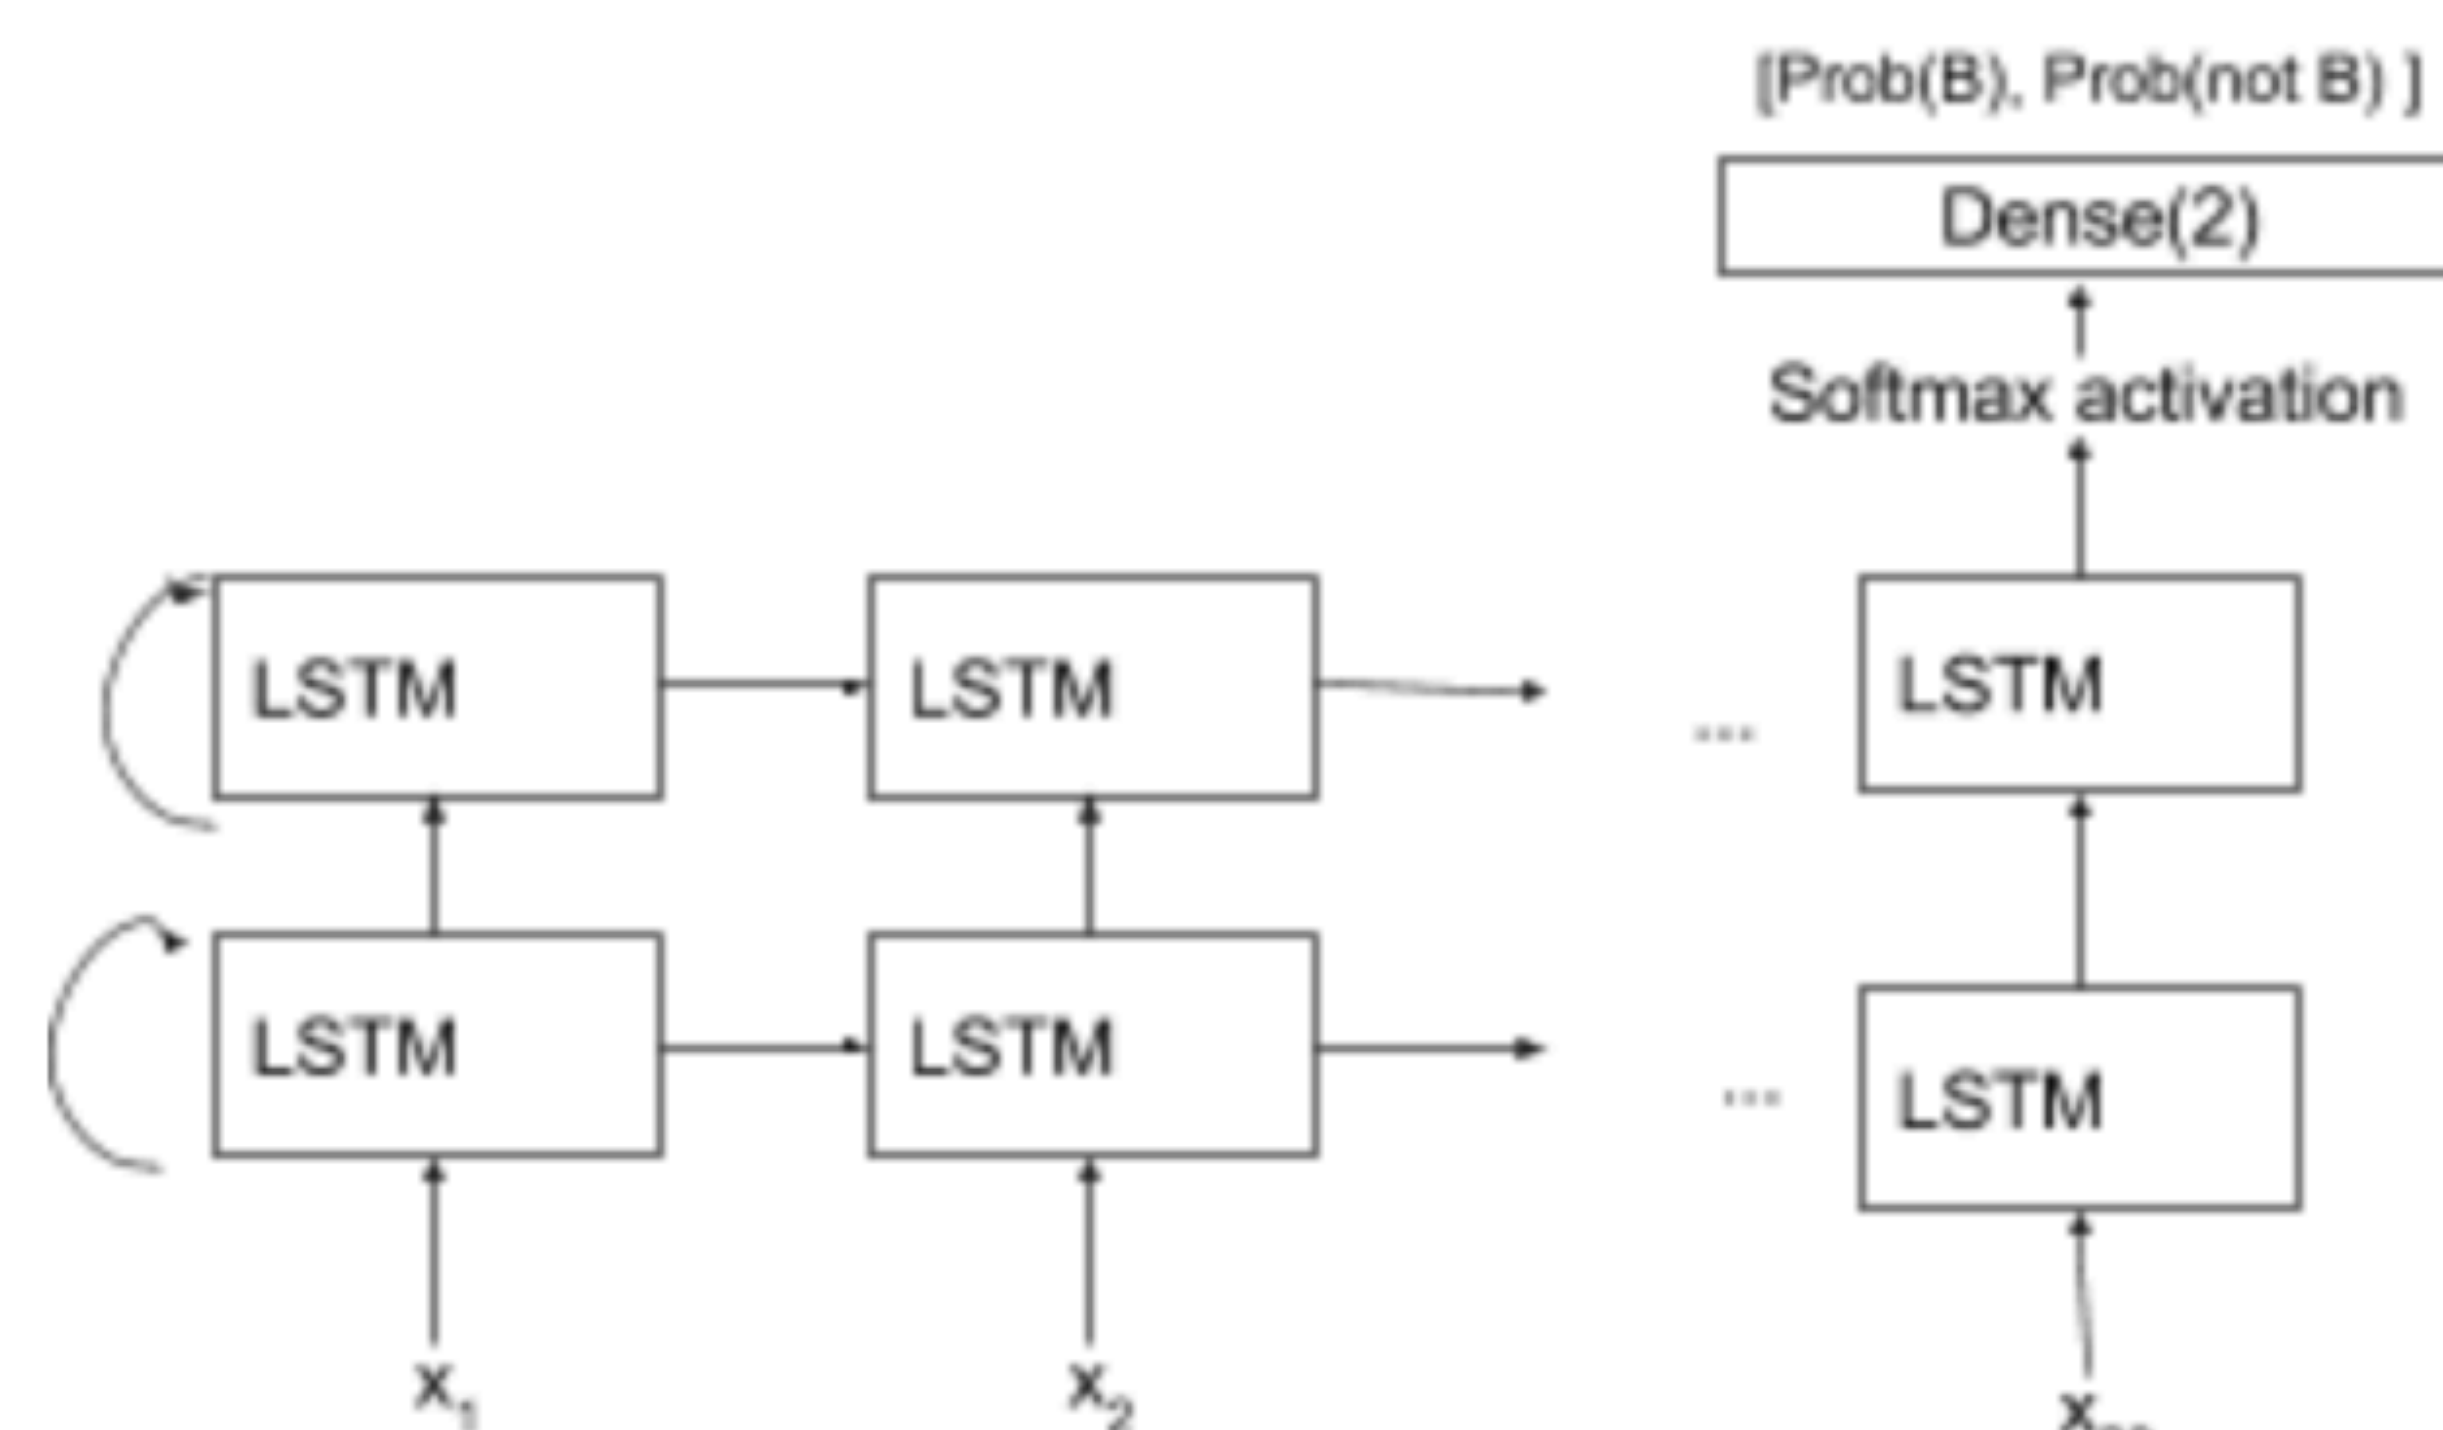 [Prob(B), Prob(not B) ]
Dense(2)
Softmax activation
LSTM LSTM ... LSTM
LSTM LSTM ... LSTM
x1 x2